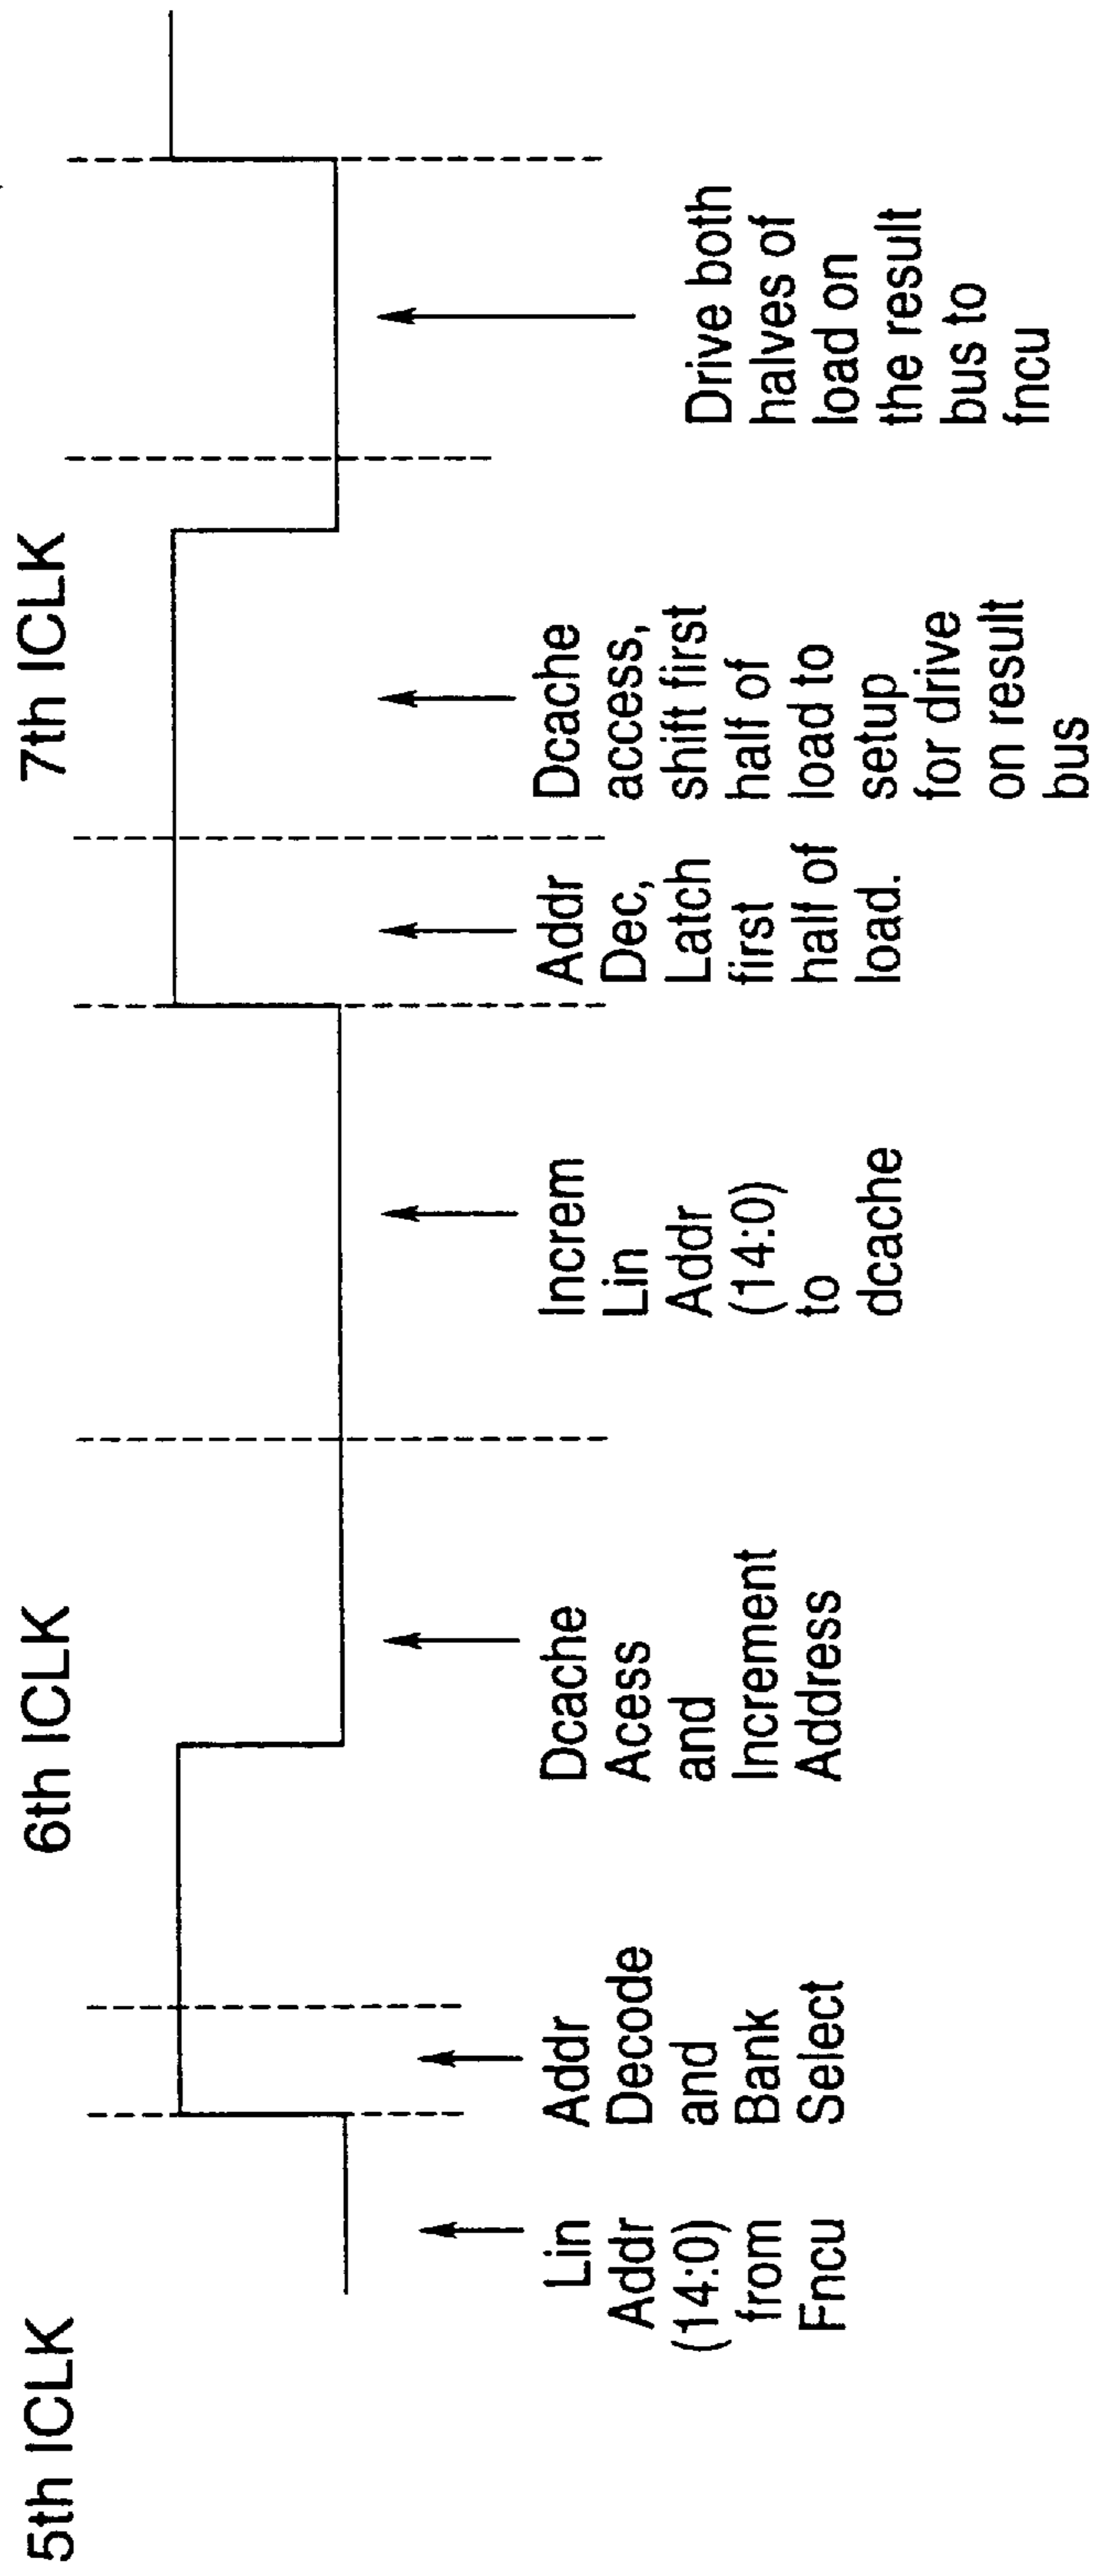 5th ICLK
6th ICLK
7th ICLK
Lin
Addr
(14:0)
from
Fncu
Addr
Decode
and
Bank
Select
Dcache
Acess
and
Increment
Address
Increm
Lin
Addr
(14:0)
to
dcache
Addr
Dec,
Latch
first
half of
load.
Dcache
access,
shift first
half of
load to
setup
for drive
on result
bus
Drive both
halves of
load on
the result
bus to
fncu